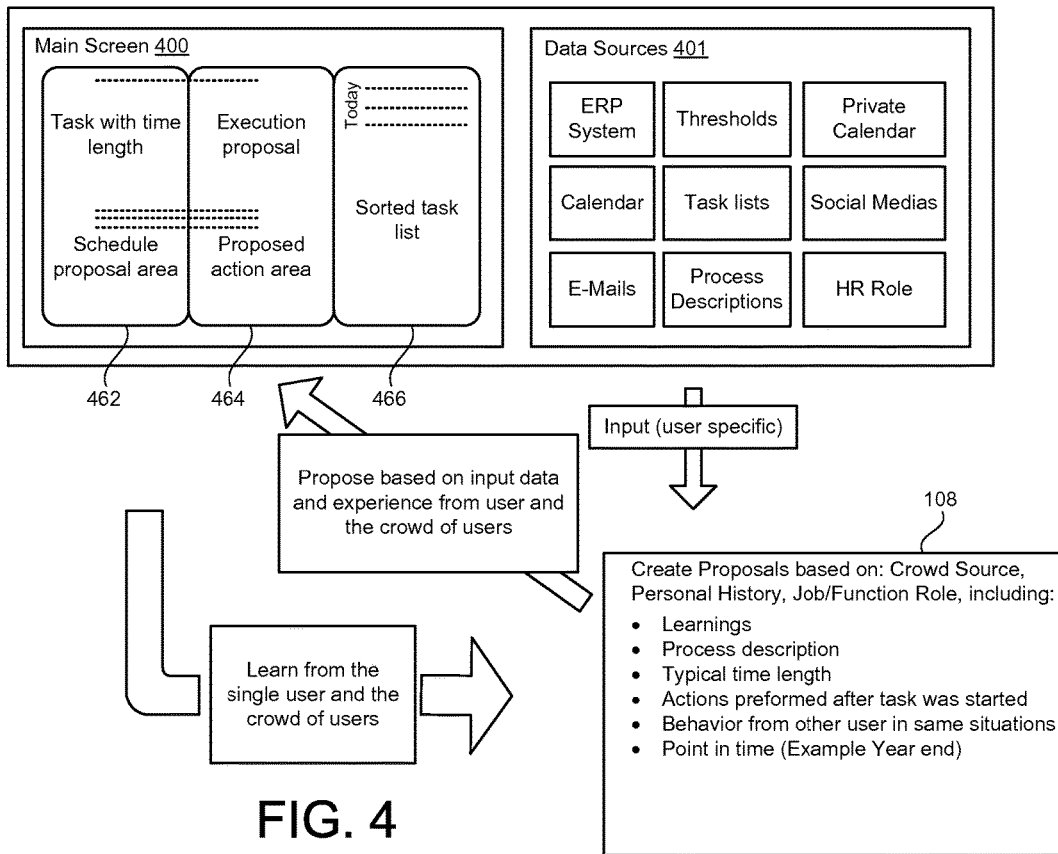 Main Screen 400
Task with time
length
Schedule
proposal area
Execution
proposal
Proposed
action area
Today
Sorted task
list
462
464
466
Data Sources 401
ERP
System
Thresholds
Private
Calendar
Calendar
Task lists
Social Medias
E-Mails
Process
Descriptions
HR Role
Input (user specific)
Propose based on input data
and experience from user and
the crowd of users
108
Create Proposals based on: Crowd Source,
Personal History, Job/Function Role, including:
• Learnings
• Process description
• Typical time length
• Actions preformed after task was started
• Behavior from other user in same situations
• Point in time (Example Year end)
Learn from the
single user and the
crowd of users
FIG. 4